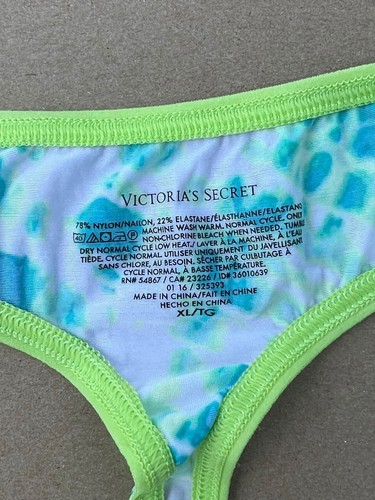 VICTORIA'S SECRET
78% NYLON/NAILON, 22% ELASTANE/ÉLASTHANNE/ELASTANO
MACHINE WASH WARM. NORMAL CYCLE. ONLY
NON-CHLORINE BLEACH WHEN NEEDED. TUMBLE
DRY NORMAL CYCLE LOW HEAT./ LAVER À LA MACHINE, À L'EAU
TIÈDE, CYCLE NORMAL. UTILISER UNIQUEMENT DU JAVELLISANT
SANS CHLORE, AU BESOIN. SÉCHER PAR CULBUTAGE À
CYCLE NORMAL, À BASSE TEMPÉRATURE.
RN# 54867 / CA# 23226 / ID# 36010639
01 16 / 325393
MADE IN CHINA/FAIT EN CHINE
HECHO EN CHINA
XL/TG